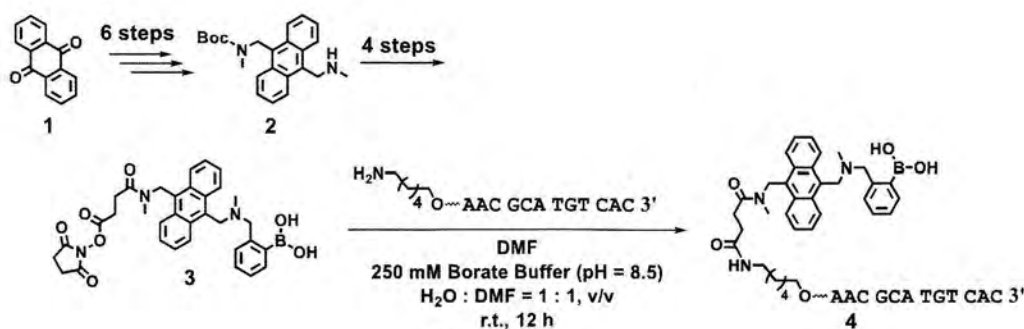 6 steps
4 steps
O
O
Boc
N
HN
1
2
O
N
O
O
O
N
O
N
B
OH
OH
3
H2N
4
O
AAC GCA TGT CAC 3'
DMF
250 mM Borate Buffer (pH = 8.5)
H2O : DMF = 1 : 1, v/v
r.t., 12 h
HO
B
OH
N
O
N
O
HN
4
O
AAC GCA TGT CAC 3'
4